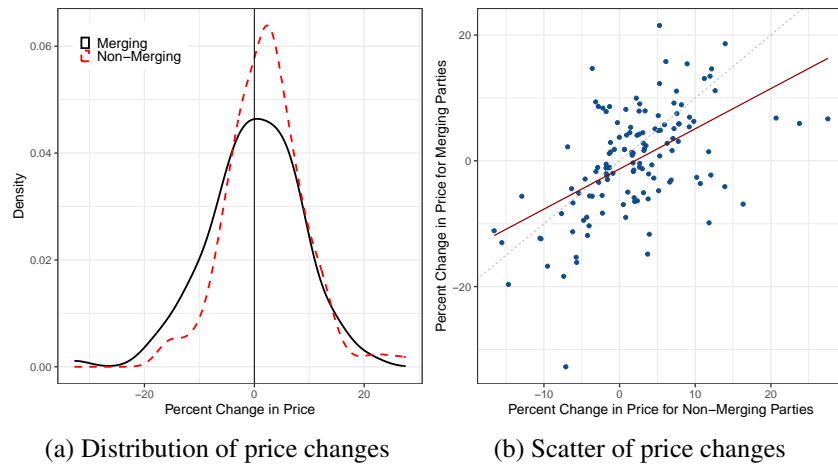 Merging
Non−Merging
0.06
0.04
0.02
0.00
Density
−20
0
20
Percent Change in Price
(a) Distribution of price changes
20
0
−20
Percent Change in Price for Merging Parties
−10
0
10
20
Percent Change in Price for Non−Merging Parties
(b) Scatter of price changes